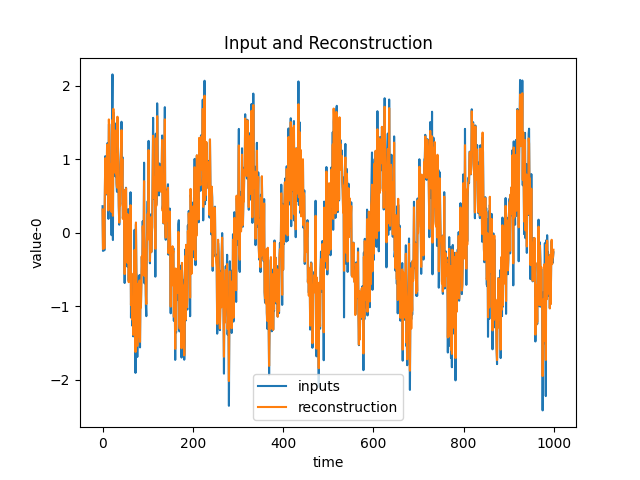 Input and Reconstruction
value-0
2
1
0
−1
−2
inputs
reconstruction
0
200
400
600
800
1000
time